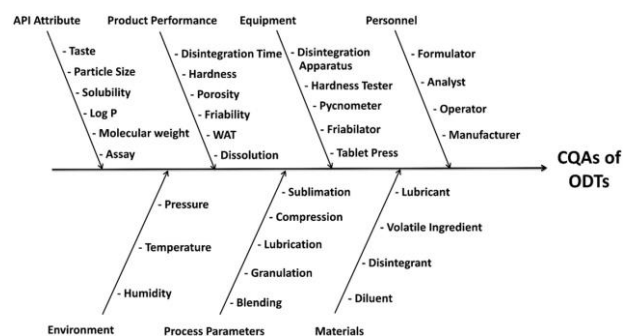 API Attribute
Product Performance
Equipment
Personnel
- Taste
- Particle Size
- Solubility
- Log P
- Molecular weight
- Assay
- Disintegration Time
- Hardness
- Porosity
- Friability
- WAT
- Dissolution
- Disintegration
Apparatus
- Hardness Tester
- Pycnometer
- Friabilator
- Tablet Press
- Formulator
- Analyst
- Operator
- Manufacturer
CQAs of
ODTs
- Pressure
- Temperature
- Humidity
- Sublimation
- Compression
- Lubrication
- Granulation
- Blending
- Lubricant
- Volatile Ingredient
- Disintegrant
- Diluent
Environment
Process Parameters
Materials